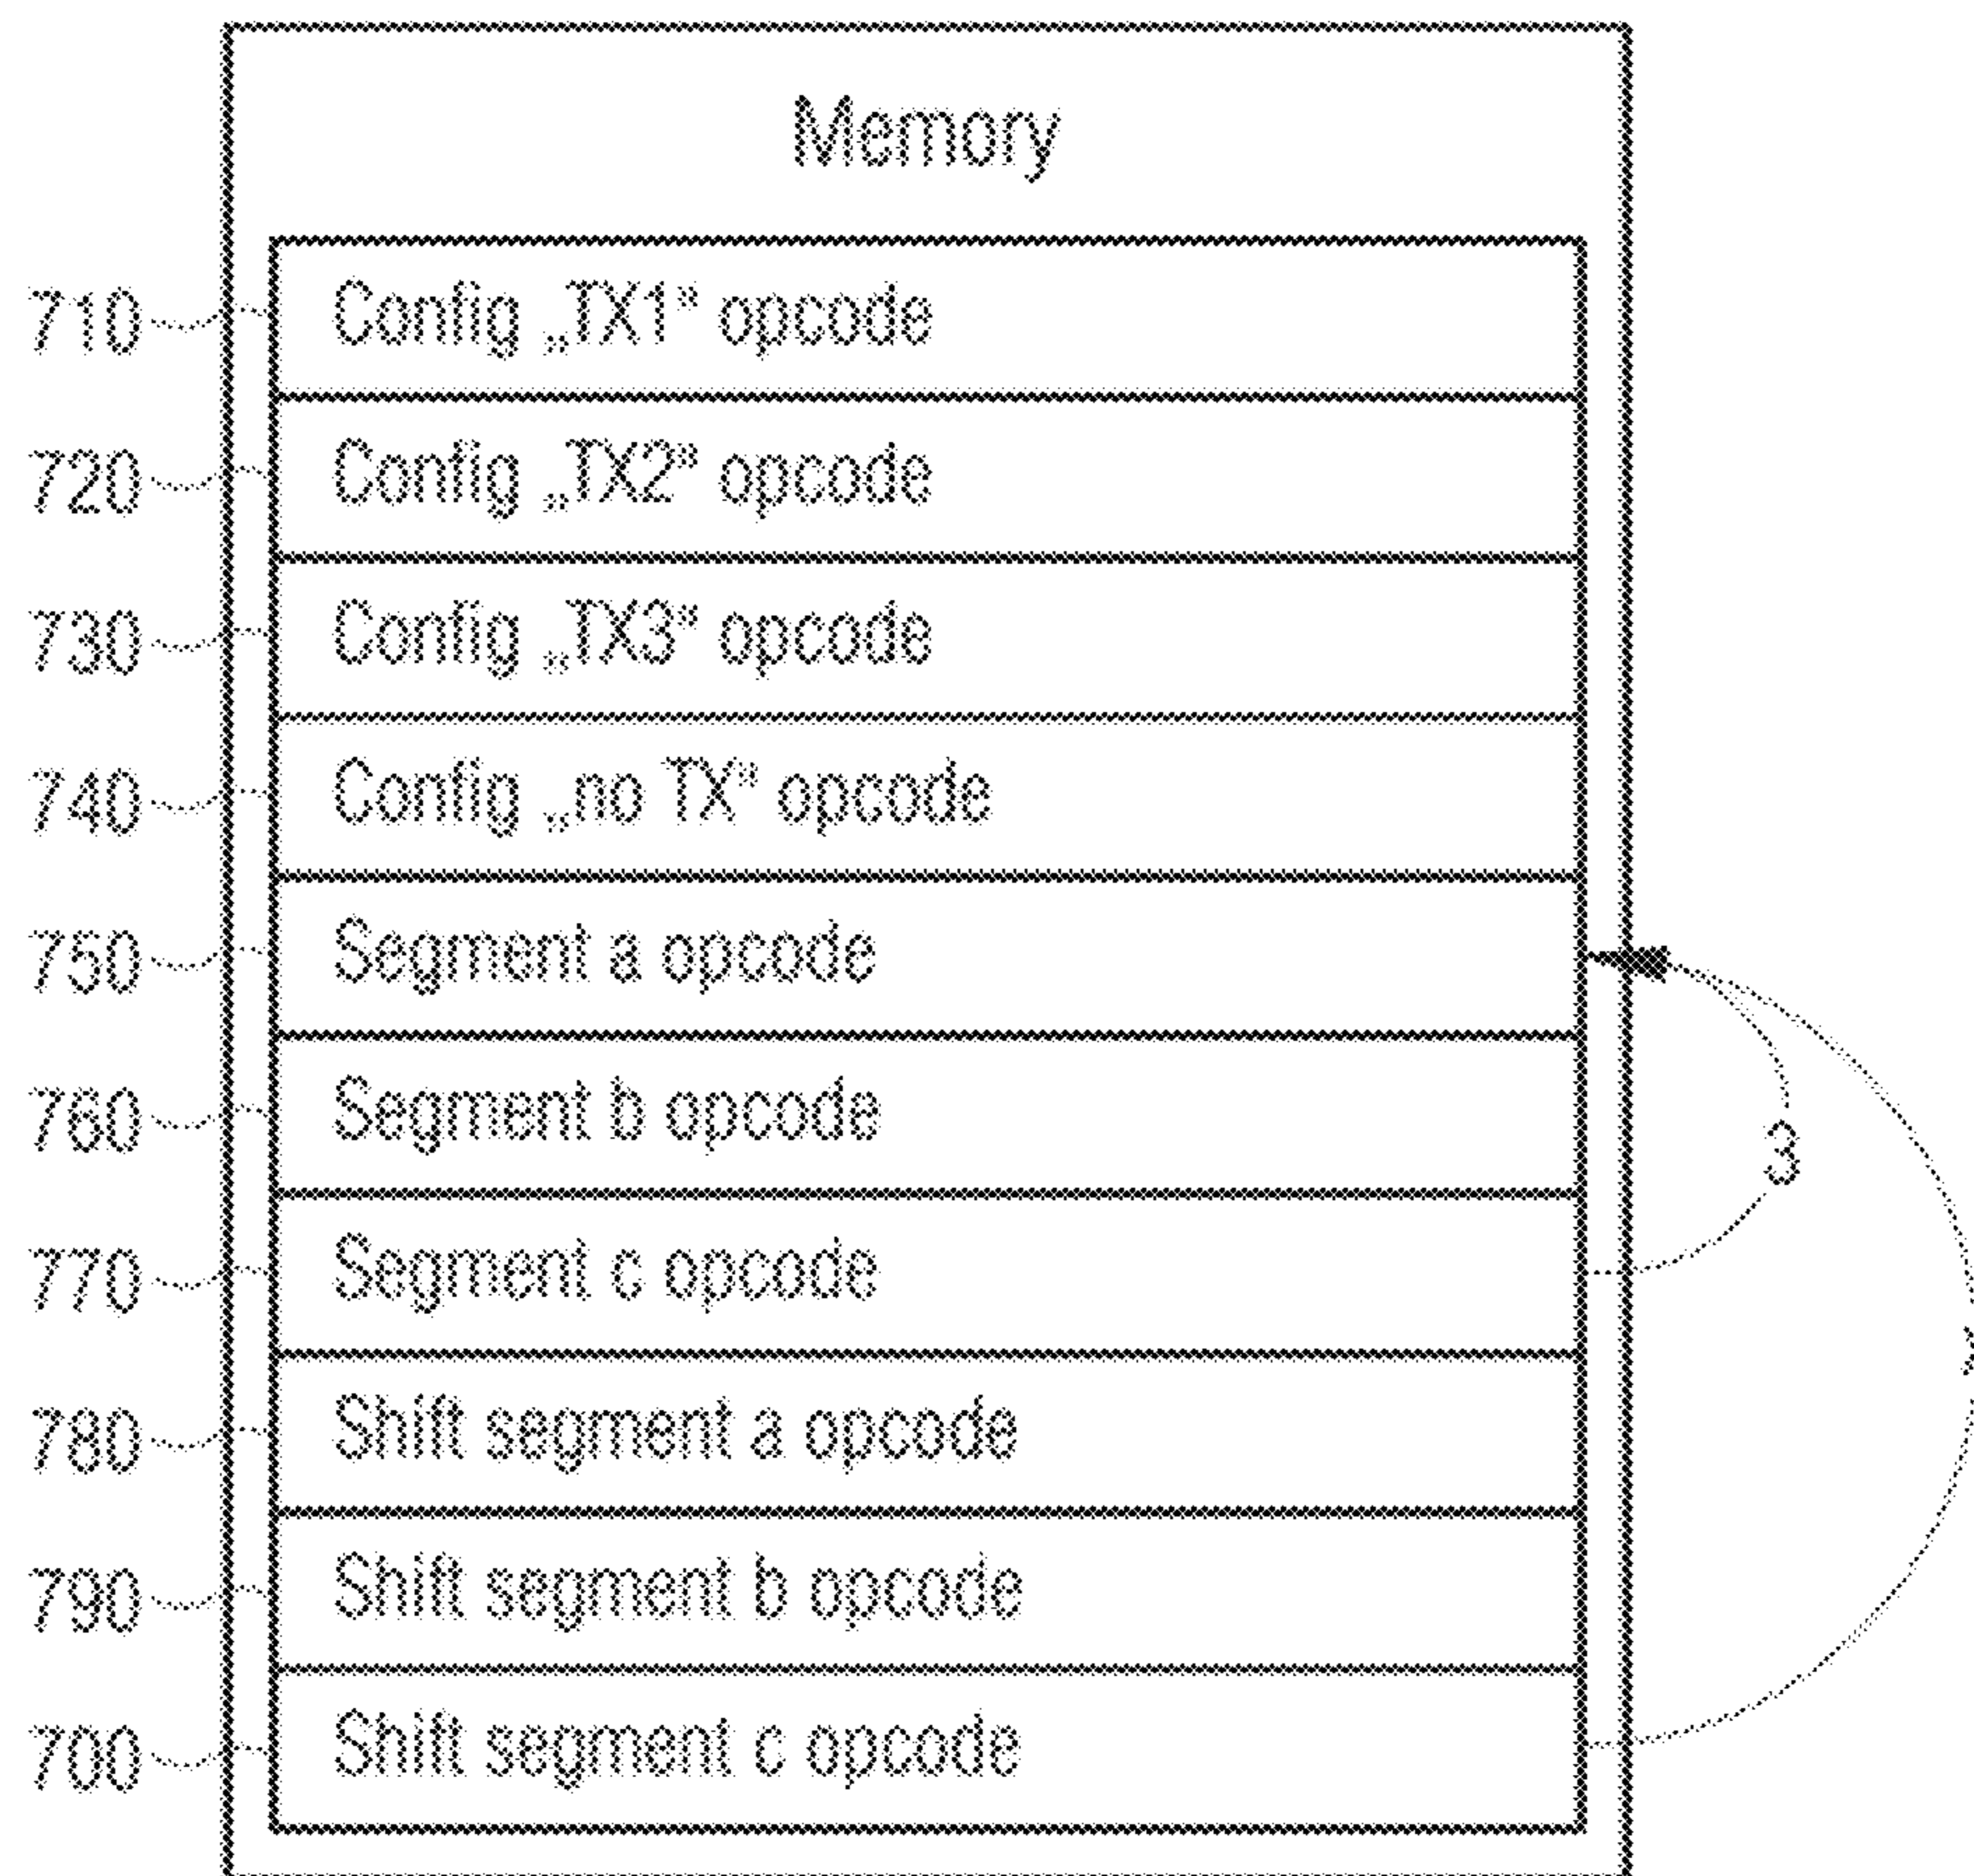 Memory
710 Config „TX1" opcode
720 Config „TX2" opcode
730 Config „TX3" opcode
740 Config „no TX" opcode
750 Segment a opcode
760 Segment b opcode
3
770 Segment c opcode
780 Shift segment a opcode
790 Shift segment b opcode
700 Shift segment c opcode